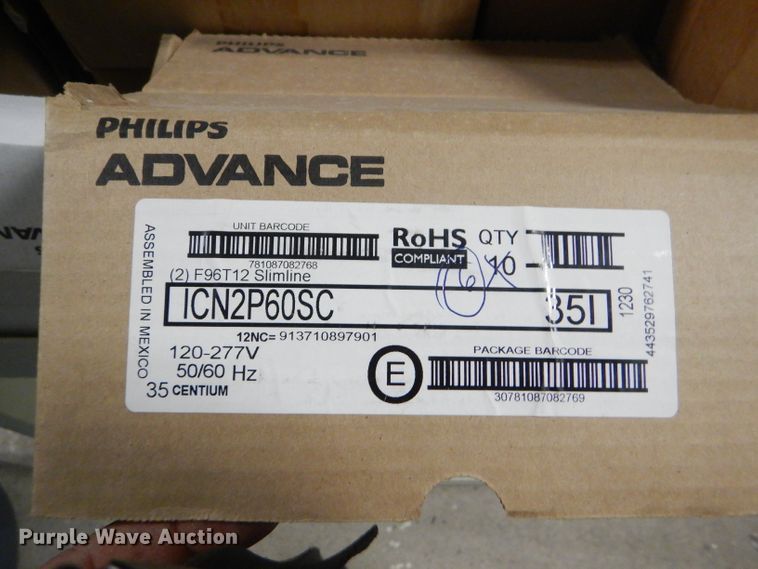 PHILIPS
ADVANCE
PHILIPS
ADVANCE
ASSEMBLED IN MEXICO
UNIT BARCODE
781087082768
(2) F96T12 Slimline
RoHS
COMPLIANT
QTY
10
6
ICN2P60SC 35I
1230
443529762741
12NC= 913710897901
120-277V
50/60 Hz
35 CENTIUM
E
PACKAGE BARCODE
30781087082769
Purple Wave Auction